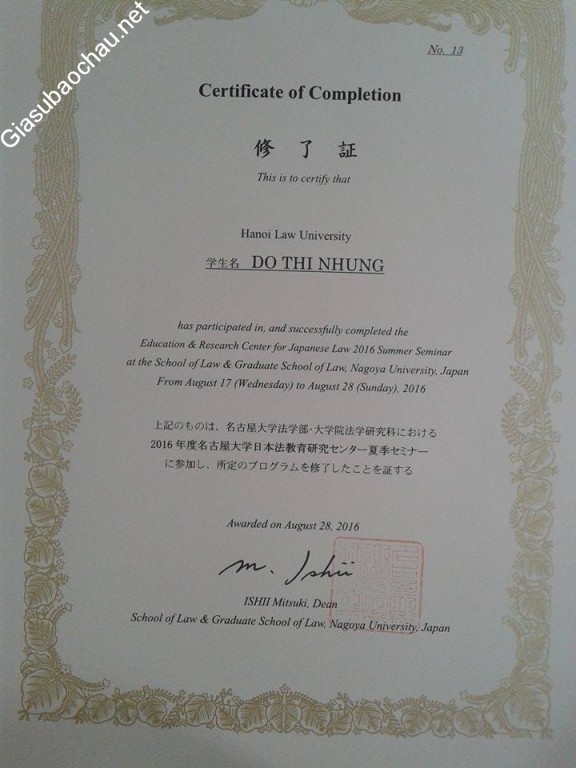 Giasubaochau.net
No. 13
Certificate of Completion
修 了 証
This is to certify that
Hanoi Law University
学生名 DO THI NHUNG
has participated in, and successfully completed the
Education & Research Center for Japanese Law 2016 Summer Seminar
at the School of Law & Graduate School of Law, Nagoya University, Japan
From August 17 (Wednesday) to August 28 (Sunday), 2016
上記のものは、名古屋大学法学部・大学院法学研究科における
2016 年度名古屋大学日本法教育研究センター夏季セミナー
に参加し、所定のプログラムを修了したことを証する
Awarded on August 28, 2016
M. Ishii
ISHII Mitsuki, Dean
School of Law & Graduate School of Law, Nagoya University, Japan